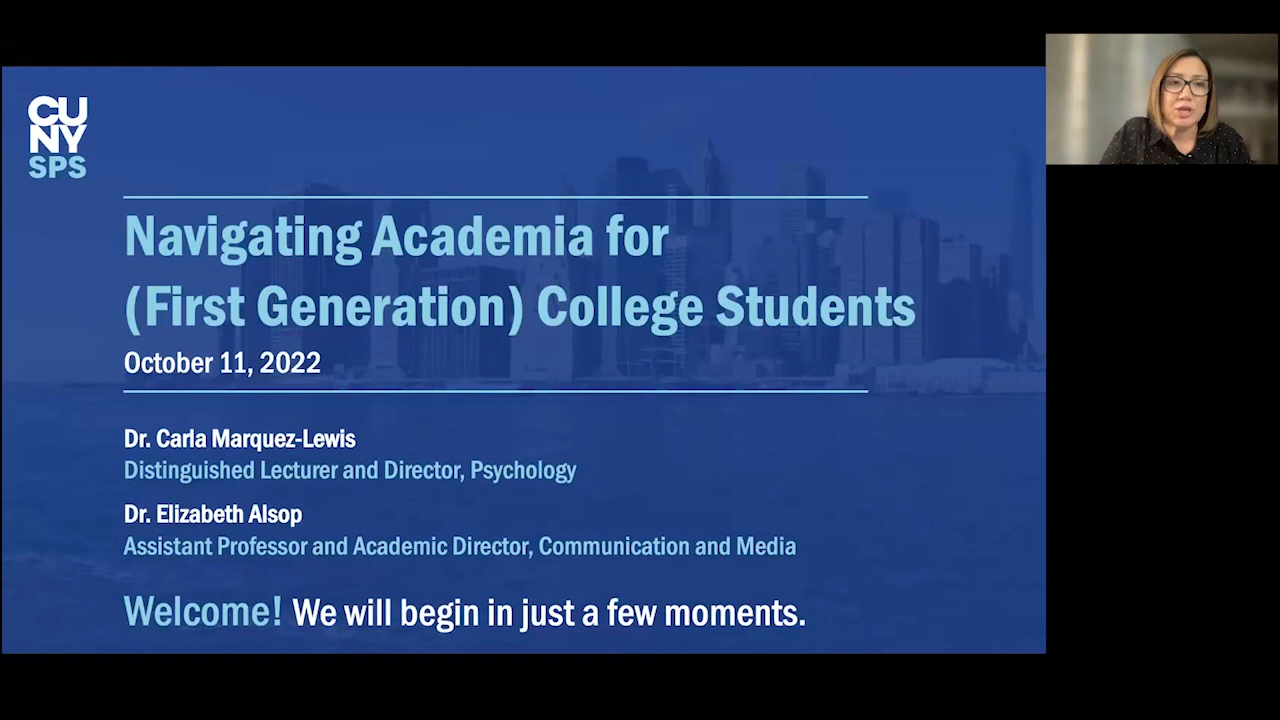 CU
NY
SPS
Navigating Academia for
(First Generation) College Students
October 11, 2022
Dr. Carla Marquez-Lewis
Distinguished Lecturer and Director, Psychology
Dr. Elizabeth Alsop
Assistant Professor and Academic Director, Communication and Media
Welcome! We will begin in just a few moments.